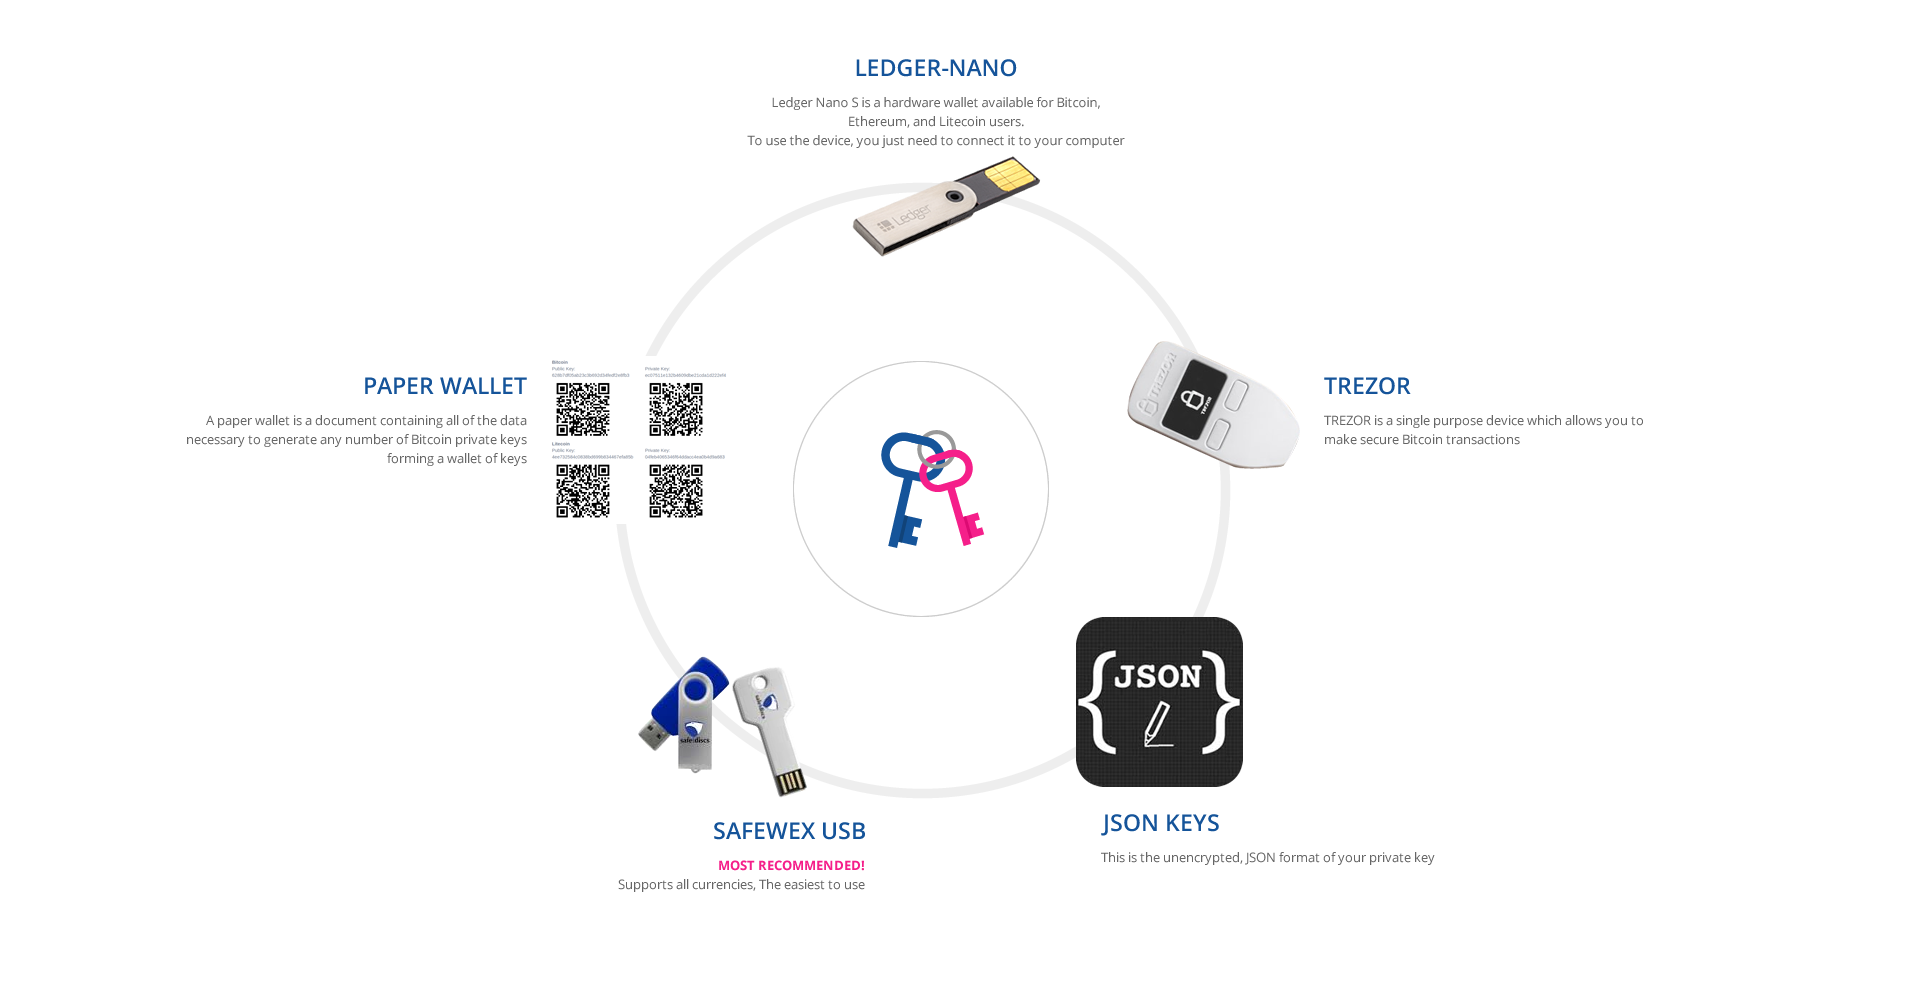 LEDGER-NANO
Ledger Nano S is a hardware wallet available for Bitcoin,
Ethereum, and Litecoin users.
To use the device, you just need to connect it to your computer
Ledger
PAPER WALLET
A paper wallet is a document containing all of the data
necessary to generate any number of Bitcoin private keys
forming a wallet of keys
Bitcoin
Public Key:
Private Key:
Litecoin
Public Key:
Private Key:
TREZOR
TREZOR
TREZOR
TREZOR is a single purpose device which allows you to
make secure Bitcoin transactions
safediscs
safediscs
SAFEWEX USB
MOST RECOMMENDED!
Supports all currencies, The easiest to use
{JSON}
JSON KEYS
This is the unencrypted, JSON format of your private key